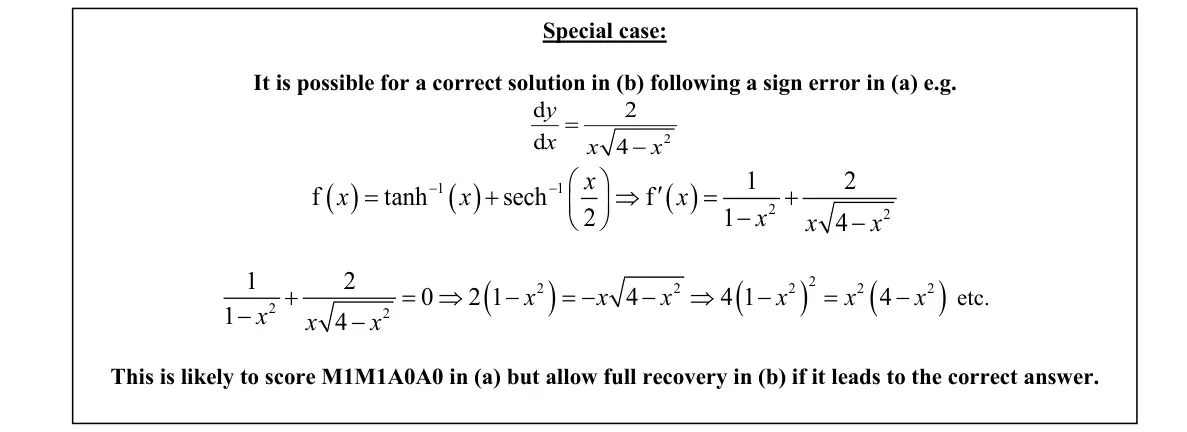 Special case:
It is possible for a correct solution in (b) following a sign error in (a) e.g.
dy/dx = 2/(x√(4 − x²))
f(x) = tanh⁻¹(x) + sech⁻¹(x/2) ⇒ f′(x) = 1/(1 − x²) + 2/(x√(4 − x²))
1/(1 − x²) + 2/(x√(4 − x²)) = 0 ⇒ 2(1 − x²) = −x√(4 − x²) ⇒ 4(1 − x²)² = x²(4 − x²) etc.
This is likely to score M1M1A0A0 in (a) but allow full recovery in (b) if it leads to the correct answer.